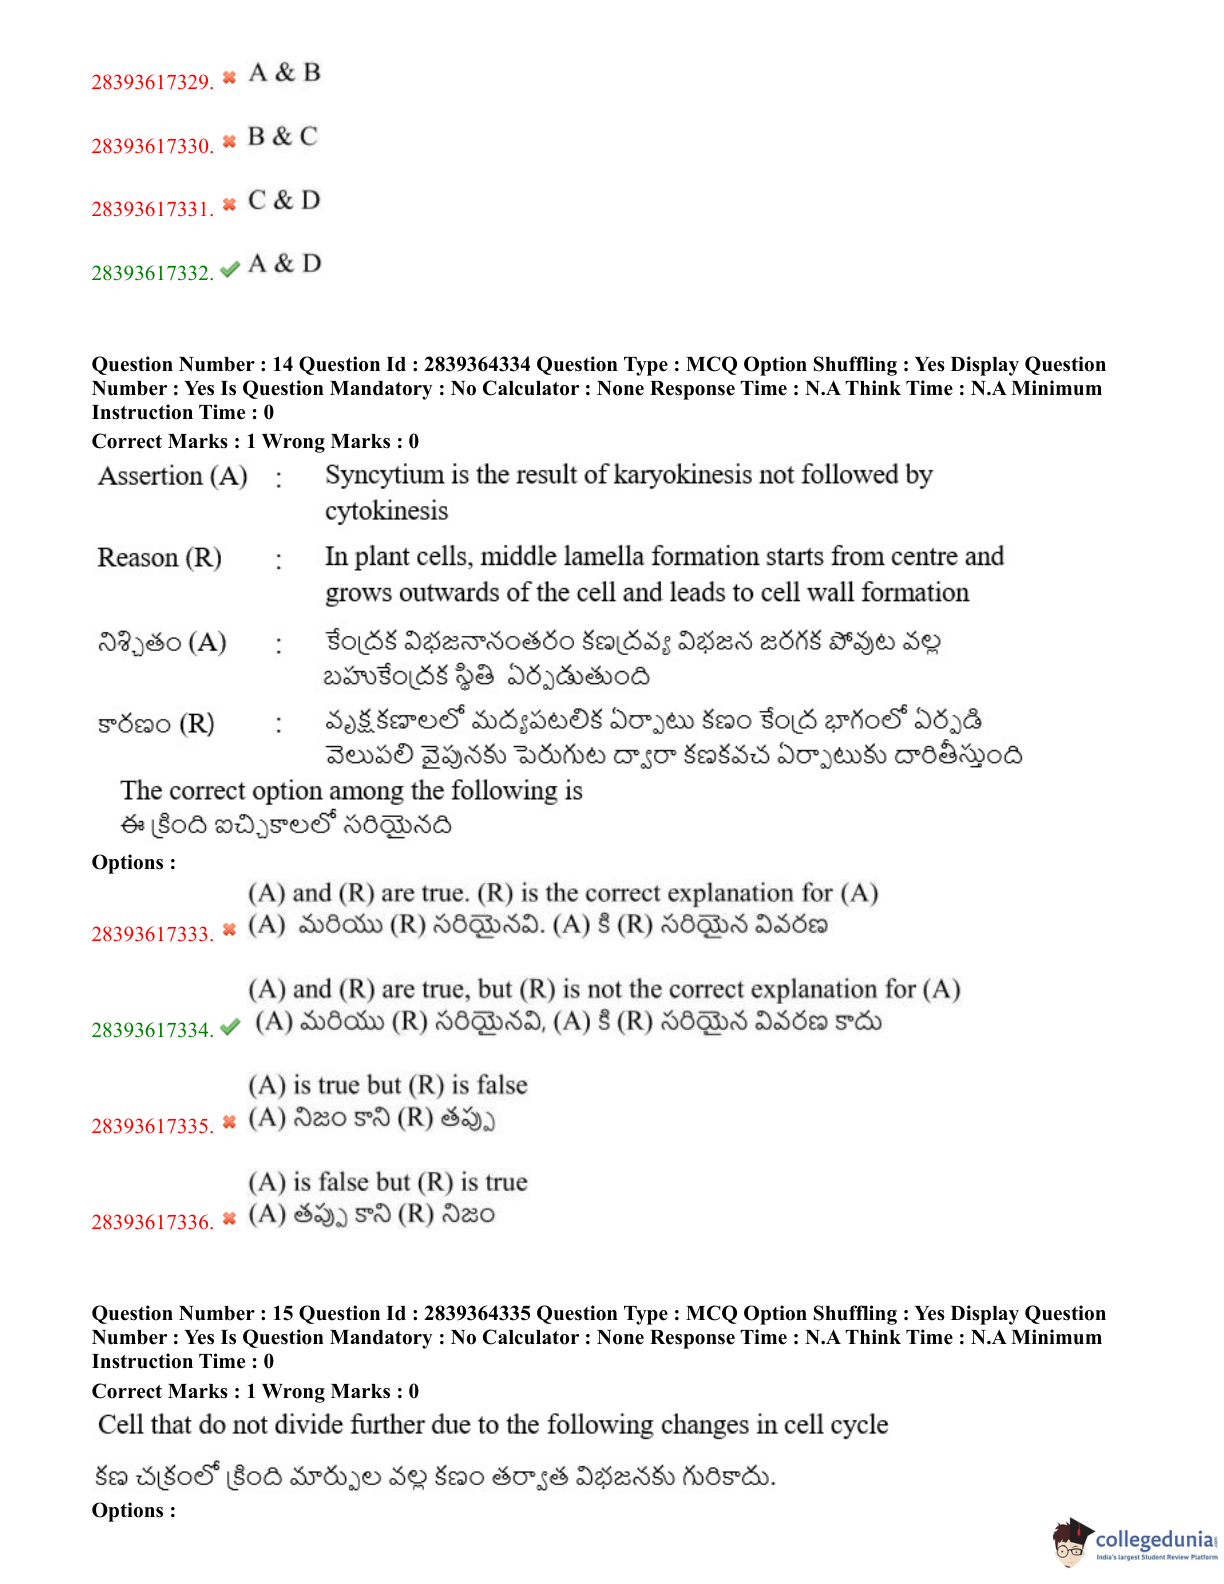 28393617329. A & B
28393617330. B & C
28393617331. C & D
28393617332. A & D
Question Number : 14 Question Id : 2839364334 Question Type : MCQ Option Shuffling : Yes Display Question
Number : Yes Is Question Mandatory : No Calculator : None Response Time : N.A Think Time : N.A Minimum
Instruction Time : 0
Correct Marks : 1 Wrong Marks : 0
Assertion (A) : Syncytium is the result of karyokinesis not followed by
cytokinesis
Reason (R) : In plant cells, middle lamella formation starts from centre and
grows outwards of the cell and leads to cell wall formation
నిశ్చితం (A) : కేంద్రక విభజనానంతరం కణద్రవ్య విభజన జరగక పోవుట వల్ల
బహుకేంద్రక స్థితి ఏర్పడుతుంది
కారణం (R) : వృక్షకణాలలో మద్యపటలిక ఏర్పాటు కణం కేంద్ర భాగంలో ఏర్పడి
వెలుపలి వైపునకు పెరుగుట ద్వారా కణకవచ ఏర్పాటుకు దారితీస్తుంది
The correct option among the following is
ఈ క్రింది ఐచ్చికాలలో సరియైనది
Options :
(A) and (R) are true. (R) is the correct explanation for (A)
28393617333. (A) మరియు (R) సరియైనవి. (A) కి (R) సరియైన వివరణ
(A) and (R) are true, but (R) is not the correct explanation for (A)
28393617334. (A) మరియు (R) సరియైనవి, (A) కి (R) సరియైన వివరణ కాదు
(A) is true but (R) is false
28393617335. (A) నిజం కాని (R) తప్పు
(A) is false but (R) is true
28393617336. (A) తప్పు కాని (R) నిజం
Question Number : 15 Question Id : 2839364335 Question Type : MCQ Option Shuffling : Yes Display Question
Number : Yes Is Question Mandatory : No Calculator : None Response Time : N.A Think Time : N.A Minimum
Instruction Time : 0
Correct Marks : 1 Wrong Marks : 0
Cell that do not divide further due to the following changes in cell cycle
కణ చక్రంలో క్రింది మార్పుల వల్ల కణం తర్వాత విభజనకు గురికాదు.
Options :
collegedunia
India's largest Student Review Platform